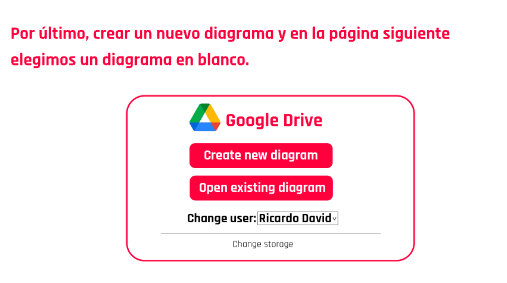 Por último, crear un nuevo diagrama y en la página siguiente
elegimos un diagrama en blanco.
Google Drive
Create new diagram
Open existing diagram
Change user: Ricardo David
Change storage